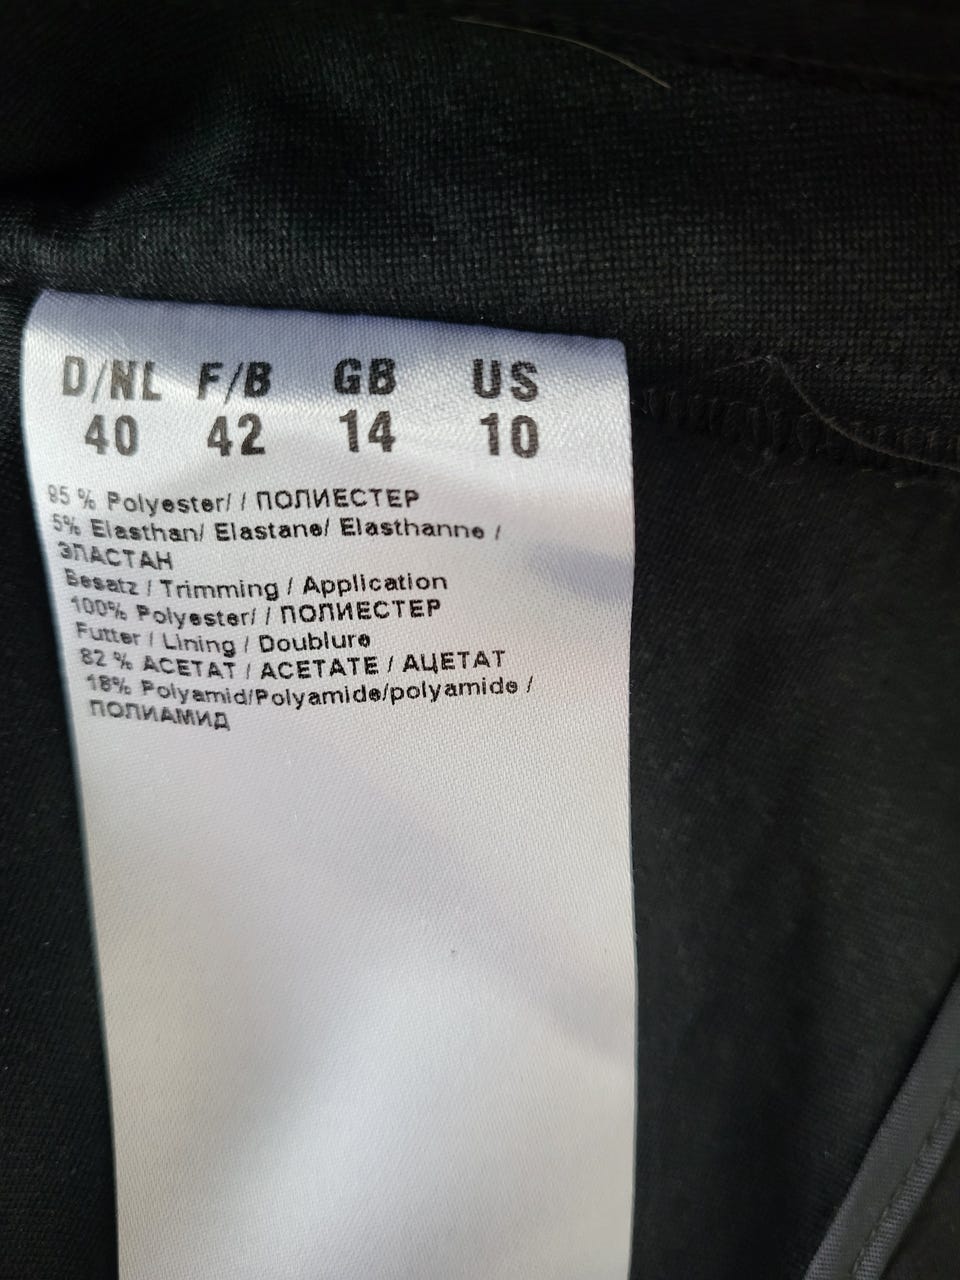 D/NL F/B GB US
40 42 14 10
95 % Polyester/ / ПОЛИЕСТЕР
5% Elasthan/ Elastane/ Elasthanne /
ЭЛАСТАН
Besatz / Trimming / Application
100% Polyester/ / ПОЛИЕСТЕР
Futter / Lining / Doublure
82 % ACETAT / ACETATE / АЦЕТАТ
18% Polyamid/Polyamide/polyamide /
ПОЛИАМИД